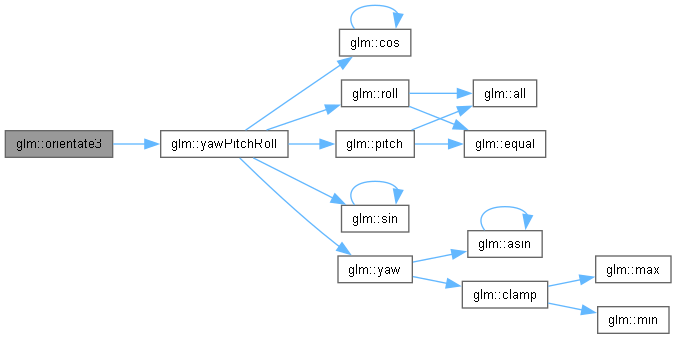 glm::orientate3
glm::yawPitchRoll
glm::cos
glm::roll
glm::pitch
glm::sin
glm::yaw
glm::all
glm::equal
glm::asin
glm::clamp
glm::max
glm::min